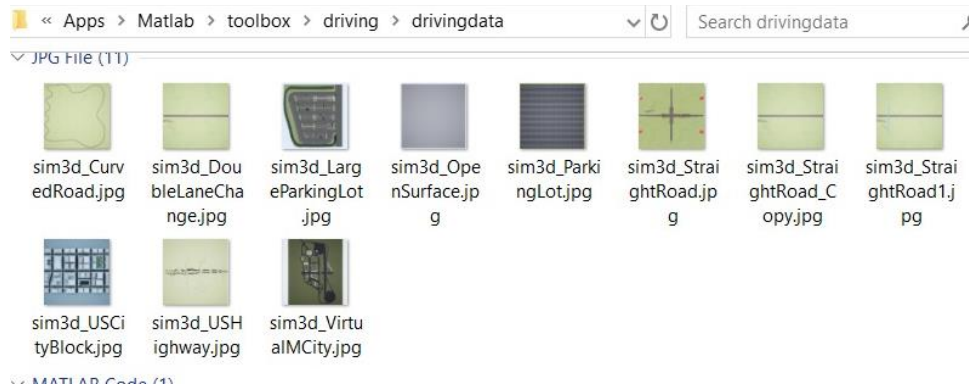 « Apps > Matlab > toolbox > driving > drivingdata
Search drivingdata
JPG File (11)
sim3d_Curv
edRoad.jpg
sim3d_Dou
bleLaneCha
nge.jpg
sim3d_Larg
eParkingLot
.jpg
sim3d_Ope
nSurface.jp
g
sim3d_Parki
ngLot.jpg
sim3d_Strai
ghtRoad.jp
g
sim3d_Strai
ghtRoad_C
opy.jpg
sim3d_Strai
ghtRoad1.j
pg
sim3d_USCi
tyBlock.jpg
sim3d_USH
ighway.jpg
sim3d_Virtu
alMCity.jpg
MATLAB Code (1)